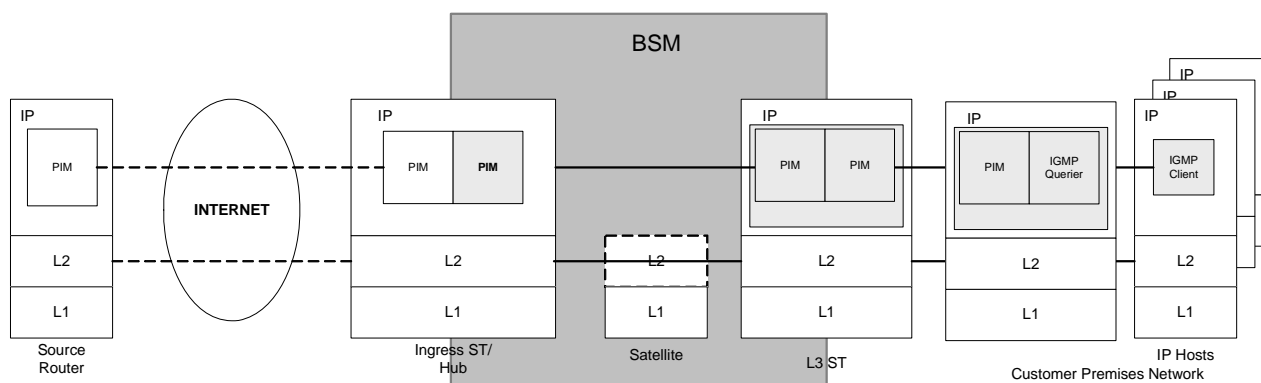 BSM
IP
IP
IP
IP
IP
IP
IP
PIM
PIM
PIM
PIM
PIM
PIM
IGMP
Querier
IGMP
Client
INTERNET
L2
L2
L2
L2
L2
L2
L1
L1
L1
L1
L1
L1
Source
Router
Ingress ST/
Hub
Satellite
L3 ST
IP Hosts
Customer Premises Network